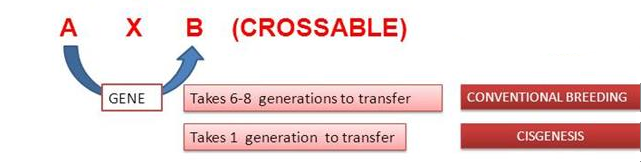 A X B (CROSSABLE)
GENE Takes 6-8 generations to transfer CONVENTIONAL BREEDING
Takes 1 generation to transfer CISGENESIS